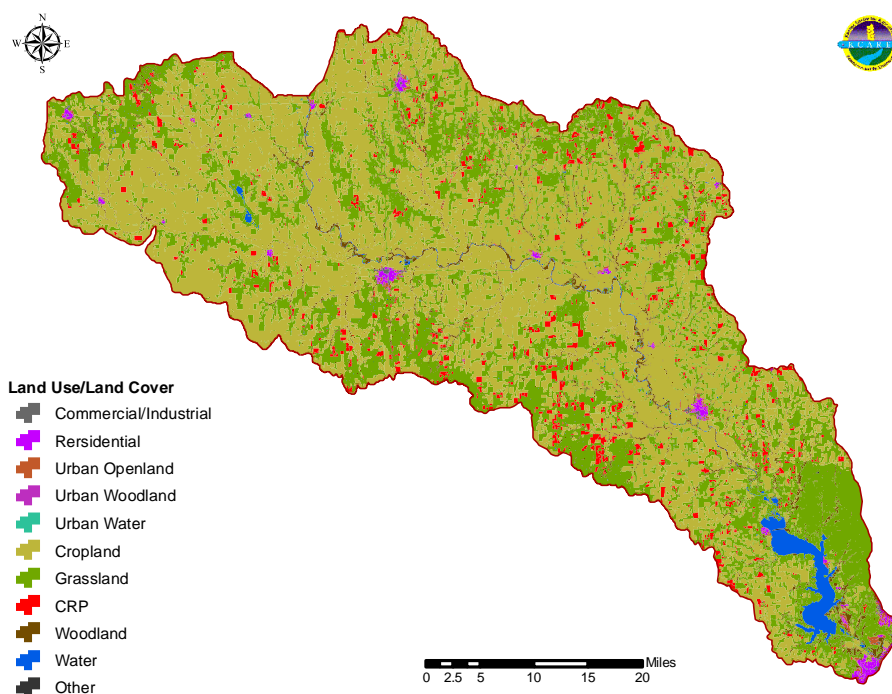 N
W E
S
KCARE
Land Use/Land Cover
Commercial/Industrial
Rersidential
Urban Openland
Urban Woodland
Urban Water
Cropland
Grassland
CRP
Woodland
Water
Other
Miles
0 2.5 5 10 15 20